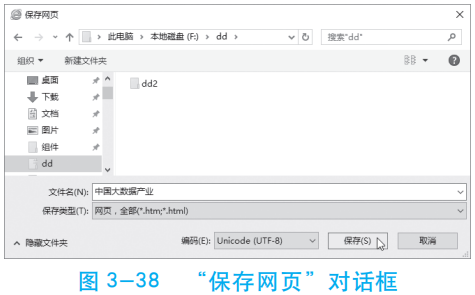 保存网页
此电脑 › 本地磁盘 (F:) › dd ›
搜索"dd"
组织 新建文件夹
桌面
下载
文档
图片
组件
dd
dd2
文件名(N): 中国大数据产业
保存类型(T): 网页，全部(*.htm;*.html)
隐藏文件夹 编码(E): Unicode (UTF-8) 保存(S) 取消
图 3-38 “保存网页”对话框